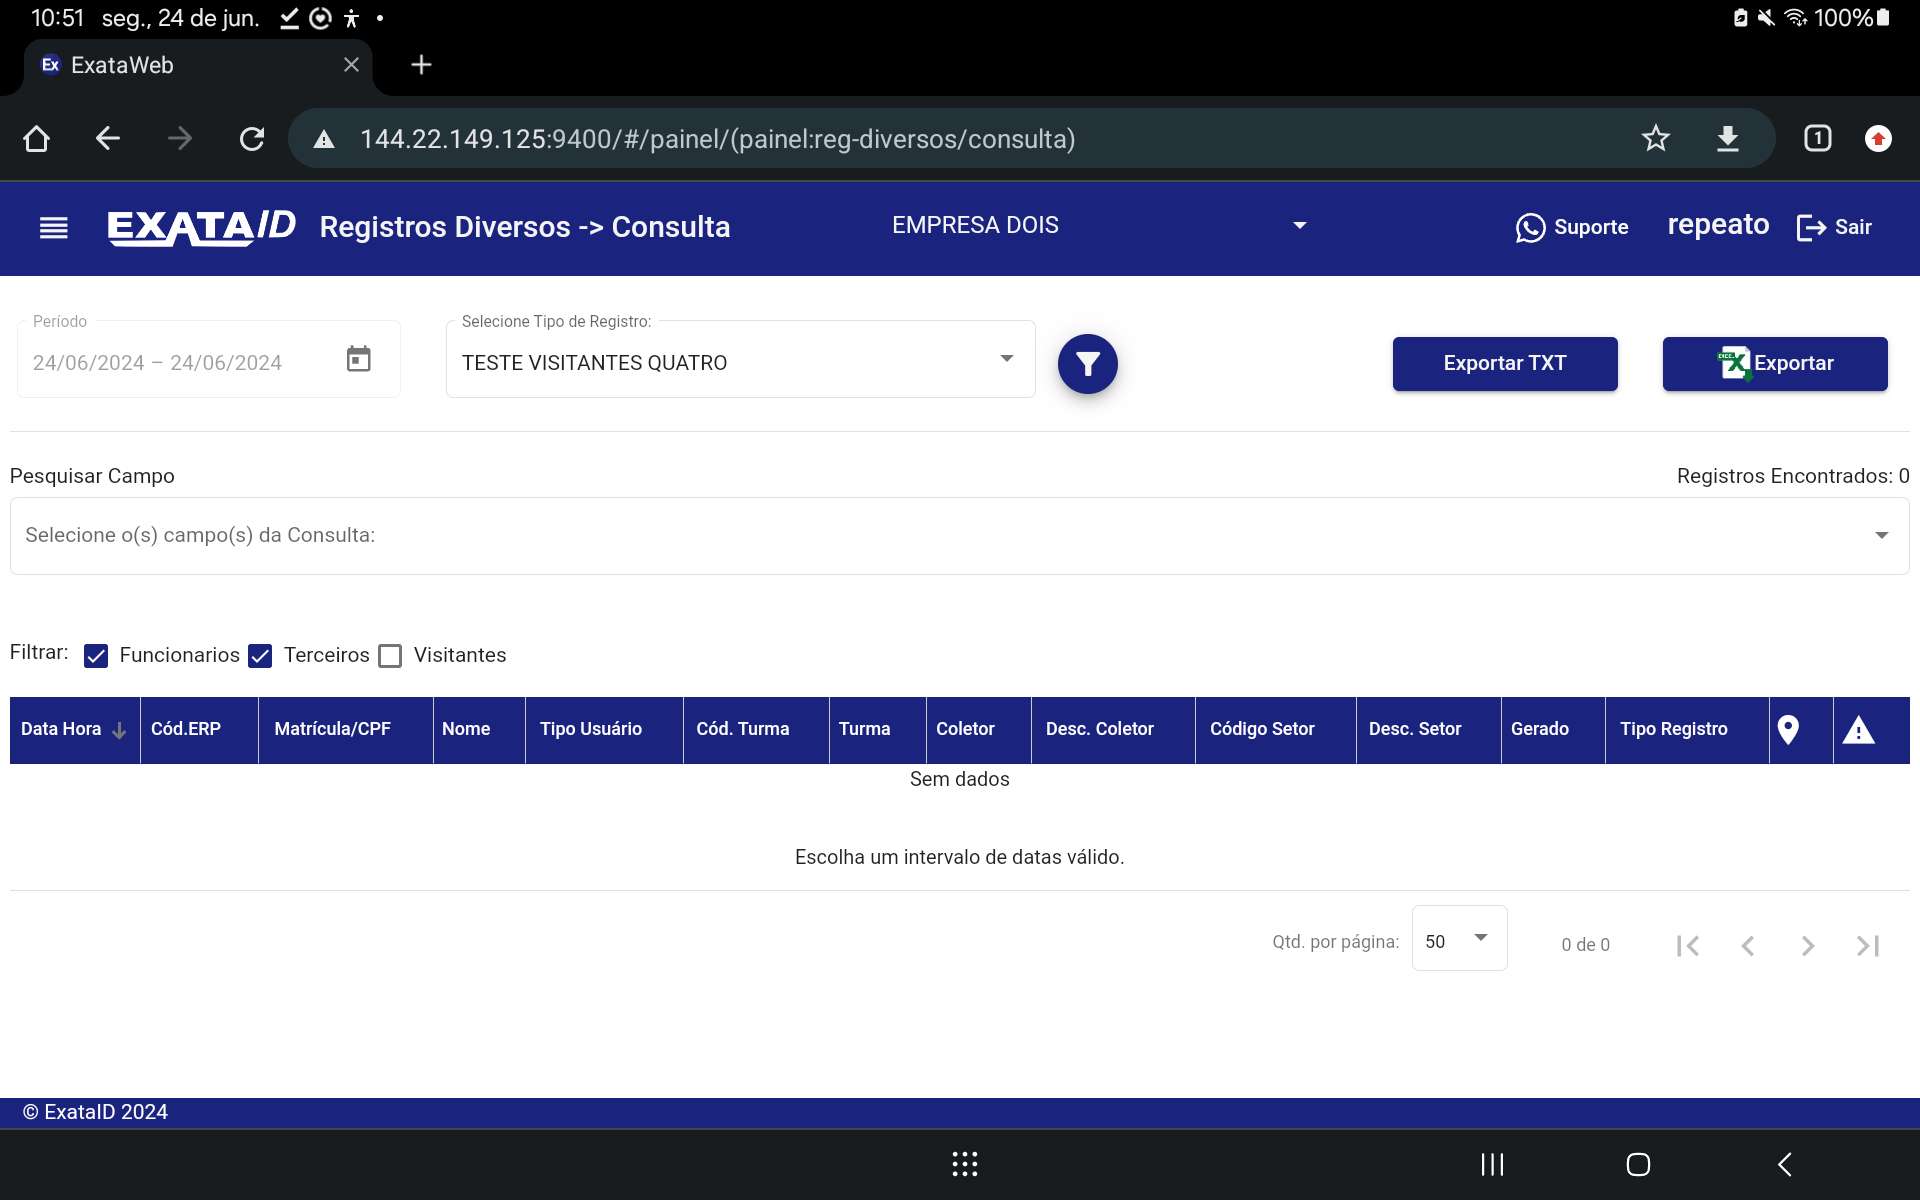 10:51 seg., 24 de jun.
100%
Ex ExataWeb
144.22.149.125:9400/#/painel/(painel:reg-diversos/consulta)
1
EXATAID Registros Diversos -> Consulta EMPRESA DOIS Suporte repeato Sair
Período
24/06/2024 – 24/06/2024
Selecione Tipo de Registro:
TESTE VISITANTES QUATRO
Exportar TXT
Exportar
Pesquisar Campo
Registros Encontrados: 0
Selecione o(s) campo(s) da Consulta:
Filtrar: Funcionarios Terceiros Visitantes
Data Hora Cód.ERP Matrícula/CPF Nome Tipo Usuário Cód. Turma Turma Coletor Desc. Coletor Código Setor Desc. Setor Gerado Tipo Registro
Sem dados
Escolha um intervalo de datas válido.
Qtd. por página: 50 0 de 0
© ExataID 2024